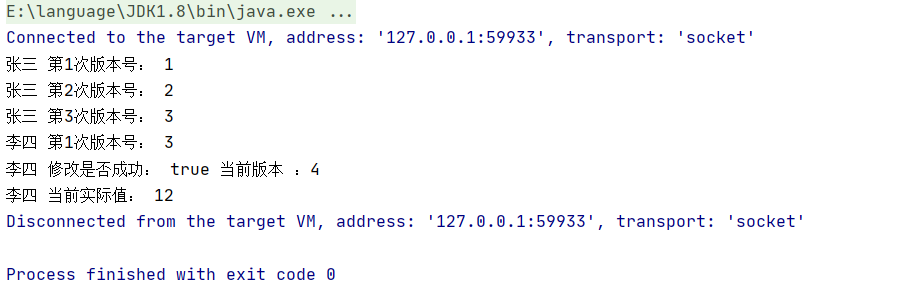 E:\language\JDK1.8\bin\java.exe ...
Connected to the target VM, address: '127.0.0.1:59933', transport: 'socket'
张三 第1次版本号： 1
张三 第2次版本号： 2
张三 第3次版本号： 3
李四 第1次版本号： 3
李四 修改是否成功： true 当前版本 ：4
李四 当前实际值： 12
Disconnected from the target VM, address: '127.0.0.1:59933', transport: 'socket'
Process finished with exit code 0